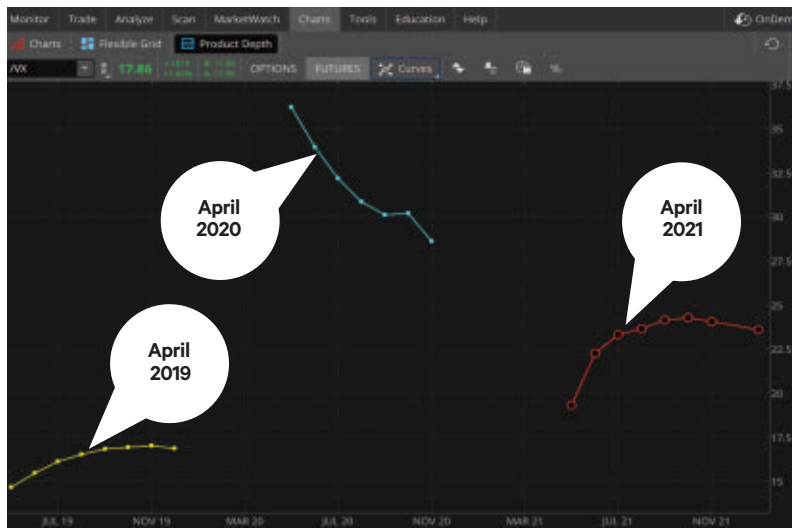 Monitor Trade Analyze Scan MarketWatch Charts Tools Education Help OnDem
Charts Flexible Grid Product Depth
/VX 17.86 OPTIONS FUTURES Curves
37.5
35
April
2020
April
2021
32.5
30
27.5
25
April
2019
22.5
20
17.5
15
JUL 19 NOV 19 MAR 20 JUL 20 NOV 20 MAR 21 JUL 21 NOV 21